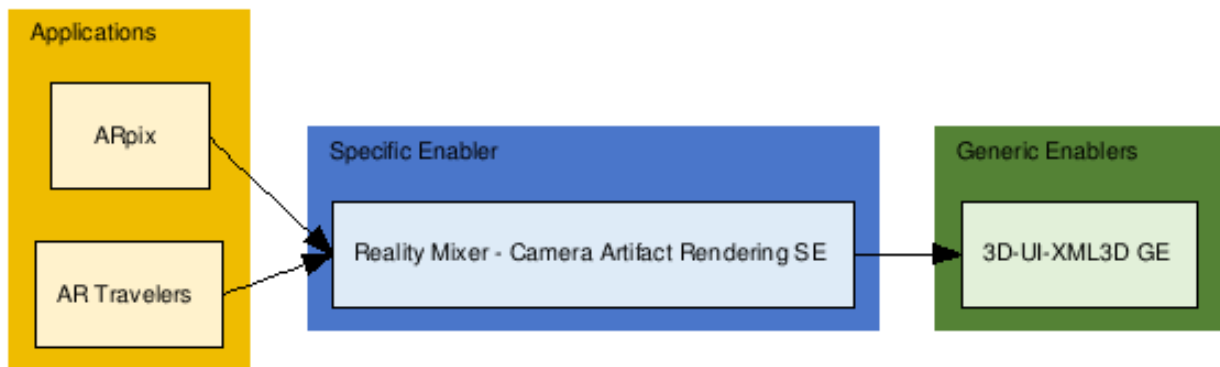 Applications
ARpix
AR Travelers
Specific Enabler
Reality Mixer - Camera Artifact Rendering SE
Generic Enablers
3D-UI-XML3D GE